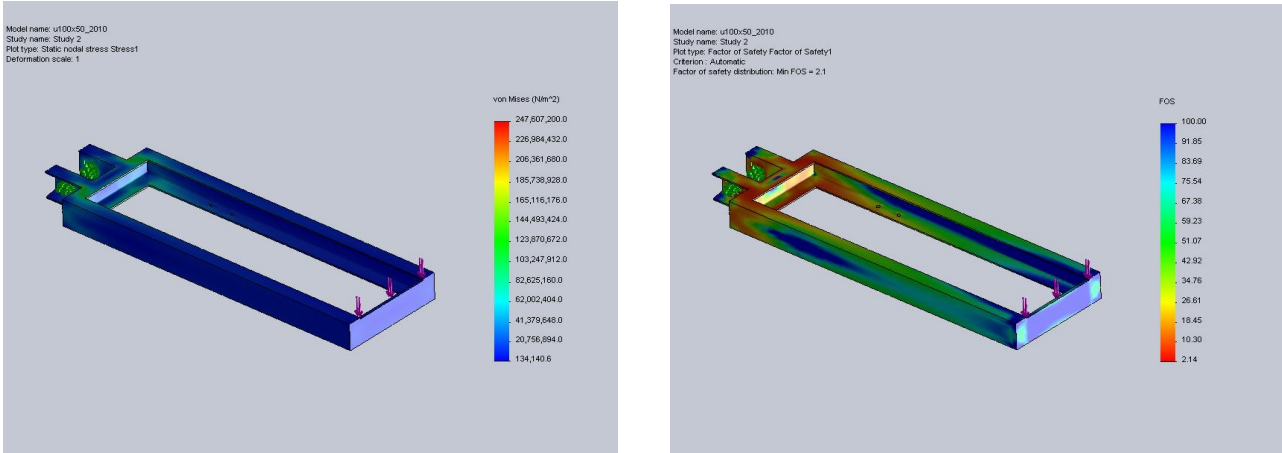 Model name: u100x50_2010
Study name: Study 2
Plot type: Static nodal stress Stress1
Deformation scale: 1
von Mises (N/m^2)
247,607,200.0
226,984,432.0
206,361,680.0
185,738,928.0
165,116,176.0
144,493,424.0
123,870,672.0
103,247,912.0
82,625,160.0
62,002,404.0
41,379,648.0
20,756,894.0
134,140.6
Model name: u100x50_2010
Study name: Study 2
Plot type: Factor of Safety Factor of Safety1
Criterion : Automatic
Factor of safety distribution: Min FOS = 2.1
FOS
100.00
91.85
83.69
75.54
67.38
59.23
51.07
42.92
34.76
26.61
18.45
10.30
2.14